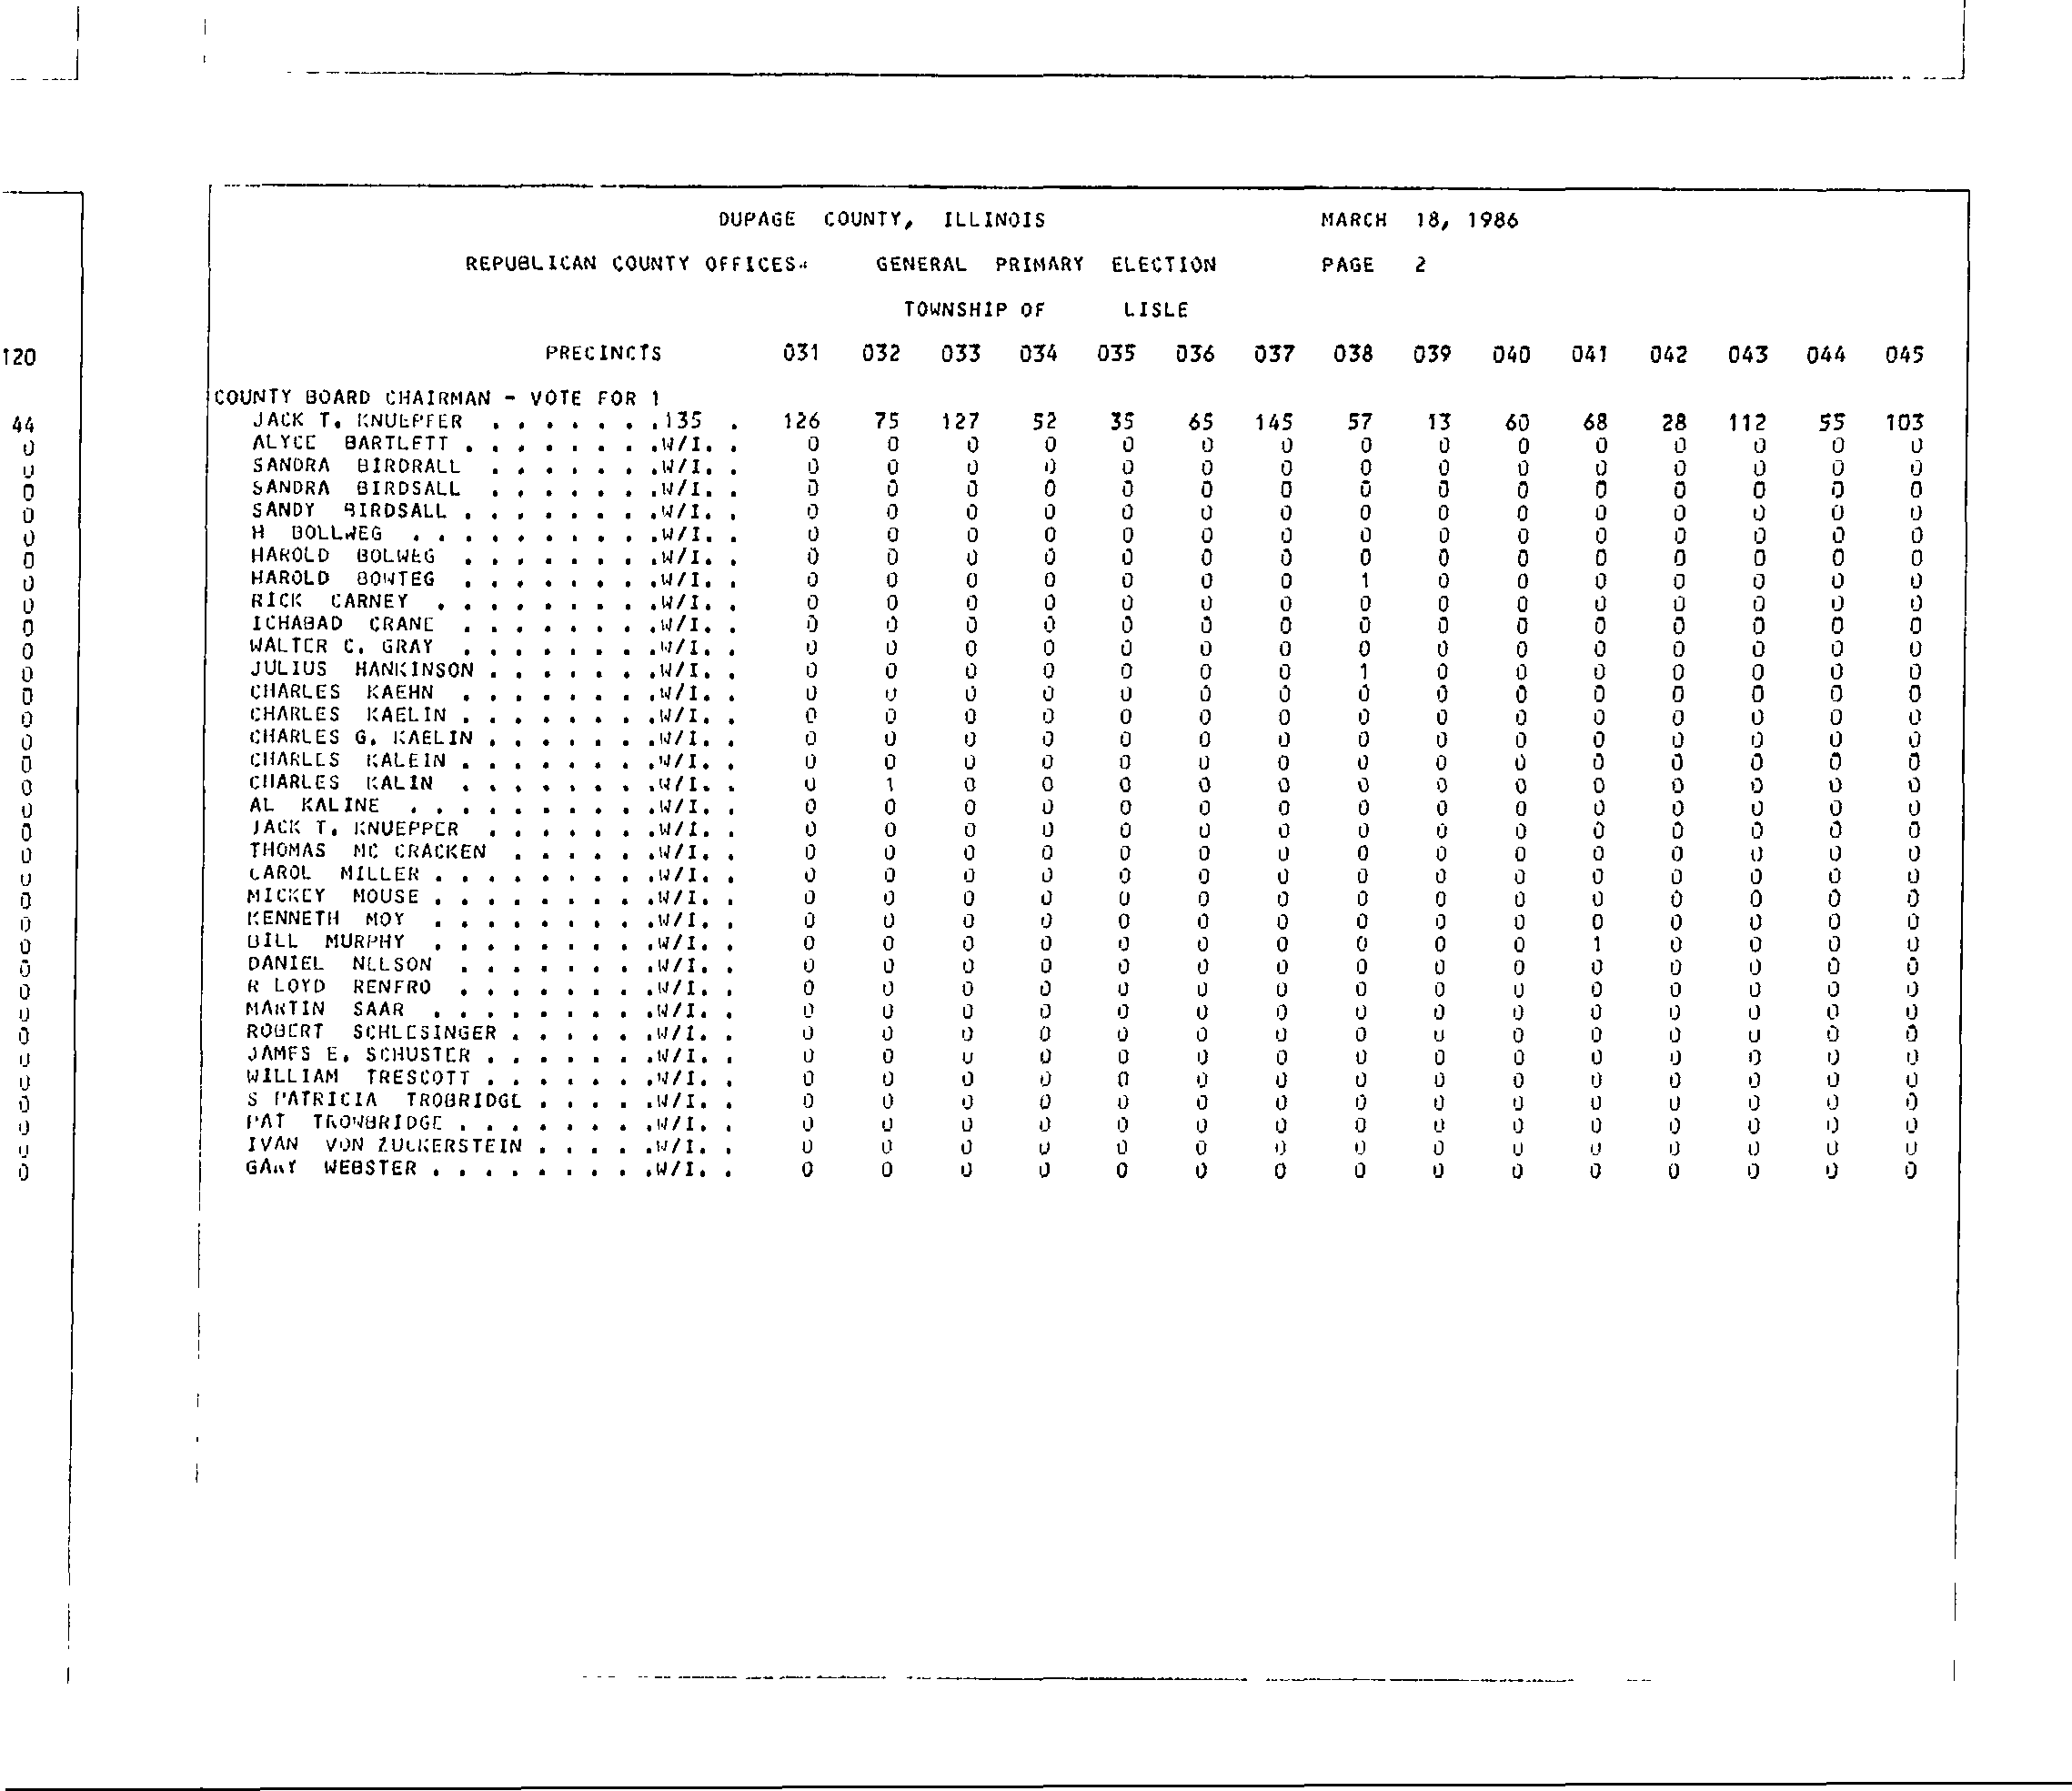 DUPAGE COUNTY, ILLINOIS MARCH 18, 1986
REPUBLICAN COUNTY OFFICES GENERAL PRIMARY ELECTION PAGE 2
TOWNSHIP OF LISLE
120
PRECINCTS 031 032 033 034 035 036 037 038 039 040 041 042 043 044 045
COUNTY BOARD CHAIRMAN - VOTE FOR 1
44
JACK T. KNUEPFER . . . . . . .135 . 126 75 127 52 35 65 145 57 13 60 68 28 112 55 103
0
ALYCE BARTLETT . . . . . . . .W/I. . 0 0 0 0 0 0 0 0 0 0 0 0 0 0 0
0
SANDRA BIRDRALL . . . . . . .W/I. . 0 0 0 0 0 0 0 0 0 0 0 0 0 0 0
0
SANDRA BIRDSALL . . . . . . .W/I. . 0 0 0 0 0 0 0 0 0 0 0 0 0 0 0
0
SANDY BIRDSALL . . . . . . . .W/I. . 0 0 0 0 0 0 0 0 0 0 0 0 0 0 0
0
H BOLLWEG . . . . . . . . . .W/I. . 0 0 0 0 0 0 0 0 0 0 0 0 0 0 0
0
HAROLD BOLWEG . . . . . . . .W/I. . 0 0 0 0 0 0 0 0 0 0 0 0 0 0 0
0
HAROLD BOWTEG . . . . . . . .W/I. . 0 0 0 0 0 0 0 1 0 0 0 0 0 0 0
0
RICK CARNEY . . . . . . . . .W/I. . 0 0 0 0 0 0 0 0 0 0 0 0 0 0 0
0
ICHABAD CRANE . . . . . . . .W/I. . 0 0 0 0 0 0 0 0 0 0 0 0 0 0 0
0
WALTER C. GRAY . . . . . . . .W/I. . 0 0 0 0 0 0 0 0 0 0 0 0 0 0 0
0
JULIUS HANKINSON . . . . . . .W/I. . 0 0 0 0 0 0 0 1 0 0 0 0 0 0 0
0
CHARLES KAEHN . . . . . . . .W/I. . 0 0 0 0 0 0 0 0 0 0 0 0 0 0 0
0
CHARLES KAELIN . . . . . . . .W/I. . 0 0 0 0 0 0 0 0 0 0 0 0 0 0 0
0
CHARLES G. KAELIN . . . . . . .W/I. . 0 0 0 0 0 0 0 0 0 0 0 0 0 0 0
0
CHARLES KALEIN . . . . . . . .W/I. . 0 0 0 0 0 0 0 0 0 0 0 0 0 0 0
0
CHARLES KALIN . . . . . . . .W/I. . 0 1 0 0 0 0 0 0 0 0 0 0 0 0 0
0
AL KALINE . . . . . . . . . .W/I. . 0 0 0 0 0 0 0 0 0 0 0 0 0 0 0
0
JACK T. KNUEPPER . . . . . . .W/I. . 0 0 0 0 0 0 0 0 0 0 0 0 0 0 0
0
THOMAS MC CRACKEN . . . . . .W/I. . 0 0 0 0 0 0 0 0 0 0 0 0 0 0 0
0
CAROL MILLER . . . . . . . . .W/I. . 0 0 0 0 0 0 0 0 0 0 0 0 0 0 0
0
MICKEY MOUSE . . . . . . . . .W/I. . 0 0 0 0 0 0 0 0 0 0 0 0 0 0 0
0
KENNETH MOY . . . . . . . . .W/I. . 0 0 0 0 0 0 0 0 0 0 0 0 0 0 0
0
BILL MURPHY . . . . . . . . .W/I. . 0 0 0 0 0 0 0 0 0 0 1 0 0 0 0
0
DANIEL NELSON . . . . . . . .W/I. . 0 0 0 0 0 0 0 0 0 0 0 0 0 0 0
0
R LOYD RENFRO . . . . . . . .W/I. . 0 0 0 0 0 0 0 0 0 0 0 0 0 0 0
0
MARTIN SAAR . . . . . . . . .W/I. . 0 0 0 0 0 0 0 0 0 0 0 0 0 0 0
0
ROBERT SCHLESINGER . . . . . .W/I. . 0 0 0 0 0 0 0 0 0 0 0 0 0 0 0
0
JAMES E. SCHUSTER . . . . . . .W/I. . 0 0 0 0 0 0 0 0 0 0 0 0 0 0 0
0
WILLIAM TRESCOTT . . . . . . .W/I. . 0 0 0 0 0 0 0 0 0 0 0 0 0 0 0
0
S PATRICIA TROBRIDGE . . . . .W/I. . 0 0 0 0 0 0 0 0 0 0 0 0 0 0 0
0
PAT TROWBRIDGE . . . . . . . .W/I. . 0 0 0 0 0 0 0 0 0 0 0 0 0 0 0
0
IVAN VON ZULKERSTEIN . . . . .W/I. . 0 0 0 0 0 0 0 0 0 0 0 0 0 0 0
0
GARY WEBSTER . . . . . . . . .W/I. . 0 0 0 0 0 0 0 0 0 0 0 0 0 0 0